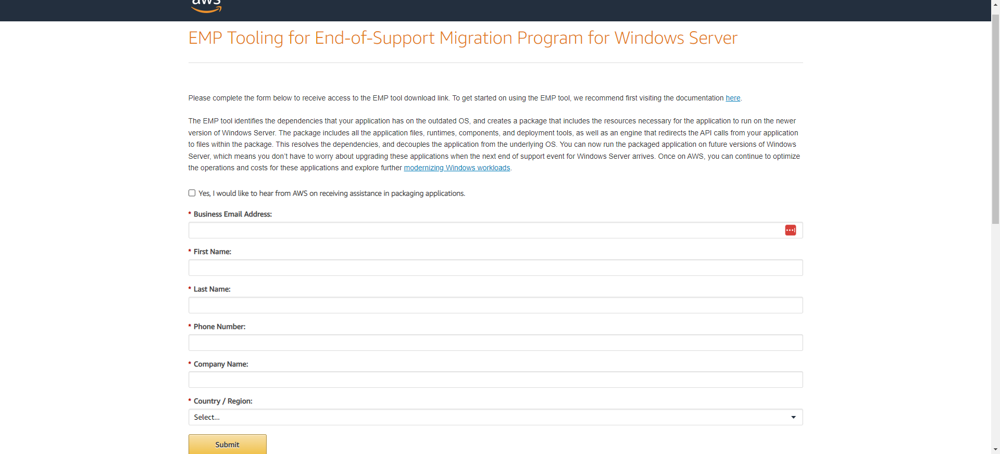 aws
EMP Tooling for End-of-Support Migration Program for Windows Server
Please complete the form below to receive access to the EMP tool download link. To get started on using the EMP tool, we recommend first visiting the documentation here.
The EMP tool identifies the dependencies that your application has on the outdated OS, and creates a package that includes the resources necessary for the application to run on the newer
version of Windows Server. The package includes all the application files, runtimes, components, and deployment tools, as well as an engine that redirects the API calls from your application
to files within the package. This resolves the dependencies, and decouples the application from the underlying OS. You can now run the packaged application on future versions of Windows
Server, which means you don’t have to worry about upgrading these applications when the next end of support event for Windows Server arrives. Once on AWS, you can continue to optimize
the operations and costs for these applications and explore further modernizing Windows workloads.
Yes, I would like to hear from AWS on receiving assistance in packaging applications.
* Business Email Address:
* First Name:
* Last Name:
* Phone Number:
* Company Name:
* Country / Region:
Select...
Submit